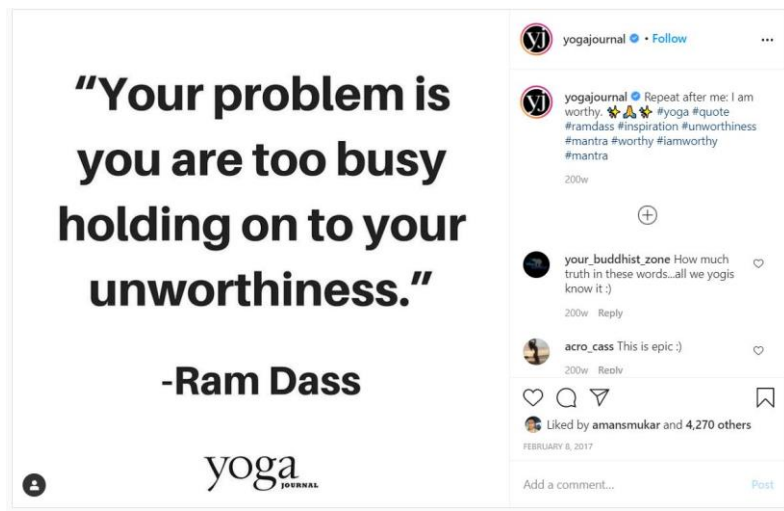 “Your problem is
you are too busy
holding on to your
unworthiness.”
-Ram Dass
yoga
JOURNAL
yj
yogajournal • Follow
yj
yogajournal Repeat after me: I am
worthy. ✨🙏✨ #yoga #quote
#ramdass #inspiration #unworthiness
#mantra #worthy #iamworthy
#mantra
200w
your_buddhist_zone How much
truth in these words...all we yogis
know it :)
200w Reply
acro_cass This is epic :)
200w Reply
Liked by amansmukar and 4,270 others
FEBRUARY 8, 2017
Add a comment... Post